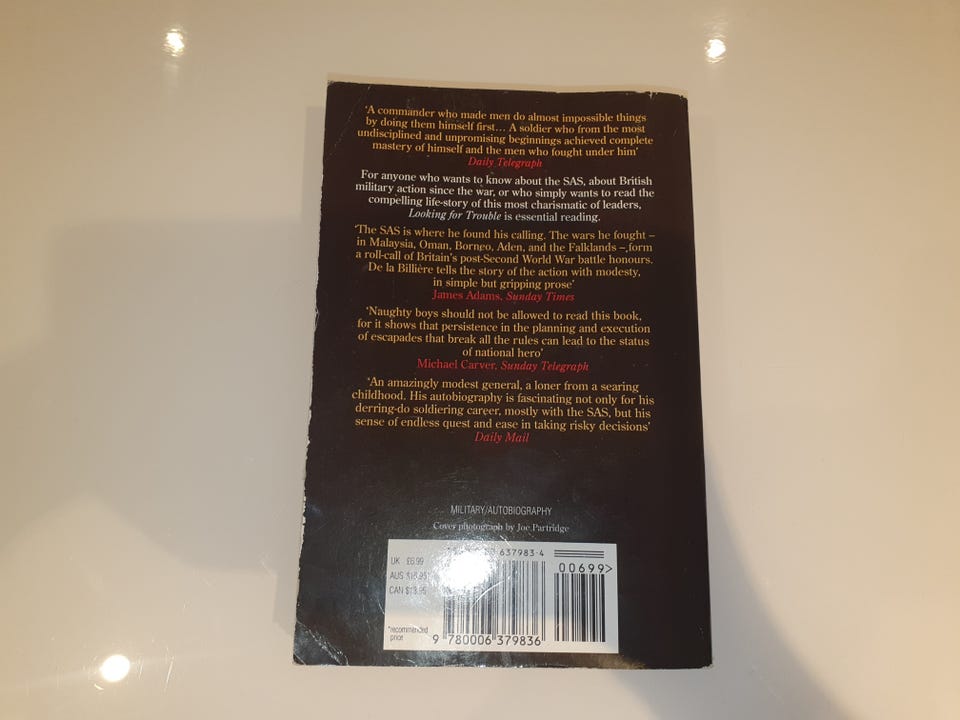 'A commander who made men do almost impossible things
by doing them himself first... A soldier who from the most
undisciplined and unpromising beginnings achieved complete
mastery of himself and the men who fought under him'
Daily Telegraph
For anyone who wants to know about the SAS, about British
military action since the war, or who simply wants to read the
compelling life-story of this most charismatic of leaders,
Looking for Trouble is essential reading.
'The SAS is where he found his calling. The wars he fought –
in Malaysia, Oman, Borneo, Aden, and the Falklands – form
a roll-call of Britain's post-Second World War battle honours.
De la Billière tells the story of the action with modesty,
in simple but gripping prose'
James Adams, Sunday Times
'Naughty boys should not be allowed to read this book,
for it shows that persistence in the planning and execution
of escapades that break all the rules can lead to the status
of national hero'
Michael Carver, Sunday Telegraph
'An amazingly modest general, a loner from a searing
childhood. His autobiography is fascinating not only for his
derring-do soldiering career, mostly with the SAS, but his
sense of endless quest and ease in taking risky decisions'
Daily Mail
MILITARY/AUTOBIOGRAPHY
Cover photograph by Joe Partridge
637983-4
UK £6.99
AUS
CAN
*recommended
price
00699>
9 780006 379836